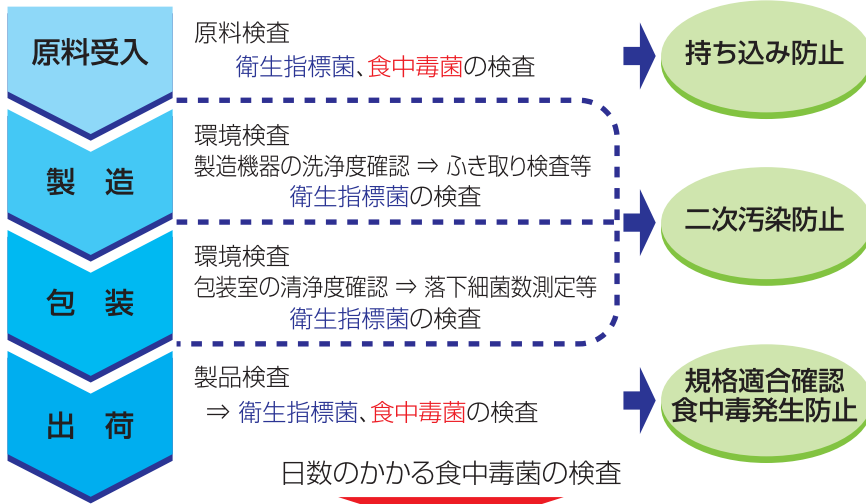 原料受入
原料検査
衛生指標菌、食中毒菌の検査
持ち込み防止
製 造
環境検査
製造機器の洗浄度確認 ⇒ ふき取り検査等
衛生指標菌の検査
二次汚染防止
包 装
環境検査
包装室の清浄度確認 ⇒ 落下細菌数測定等
衛生指標菌の検査
出 荷
製品検査
⇒ 衛生指標菌、食中毒菌の検査
規格適合確認
食中毒発生防止
日数のかかる食中毒菌の検査